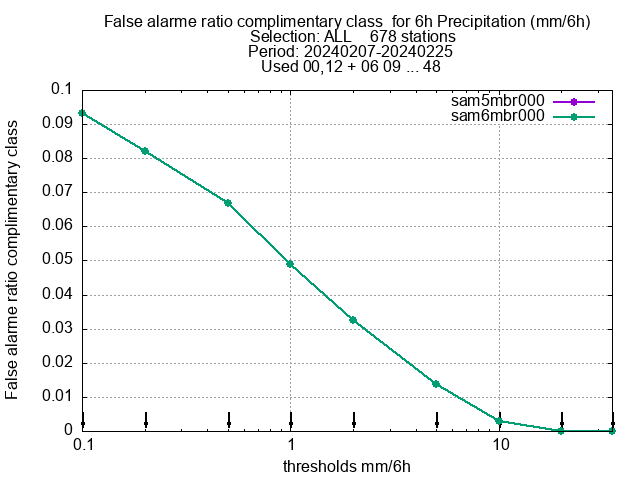 False alarme ratio complimentary class  for 6h Precipitation (mm/6h)
Selection: ALL    678 stations
Period: 20240207-20240225
Used 00,12 + 06 09 ... 48
sam5mbr000
sam6mbr000
False alarme ratio complimentary class
0.1
0.09
0.08
0.07
0.06
0.05
0.04
0.03
0.02
0.01
0
0.1 1 10
thresholds mm/6h